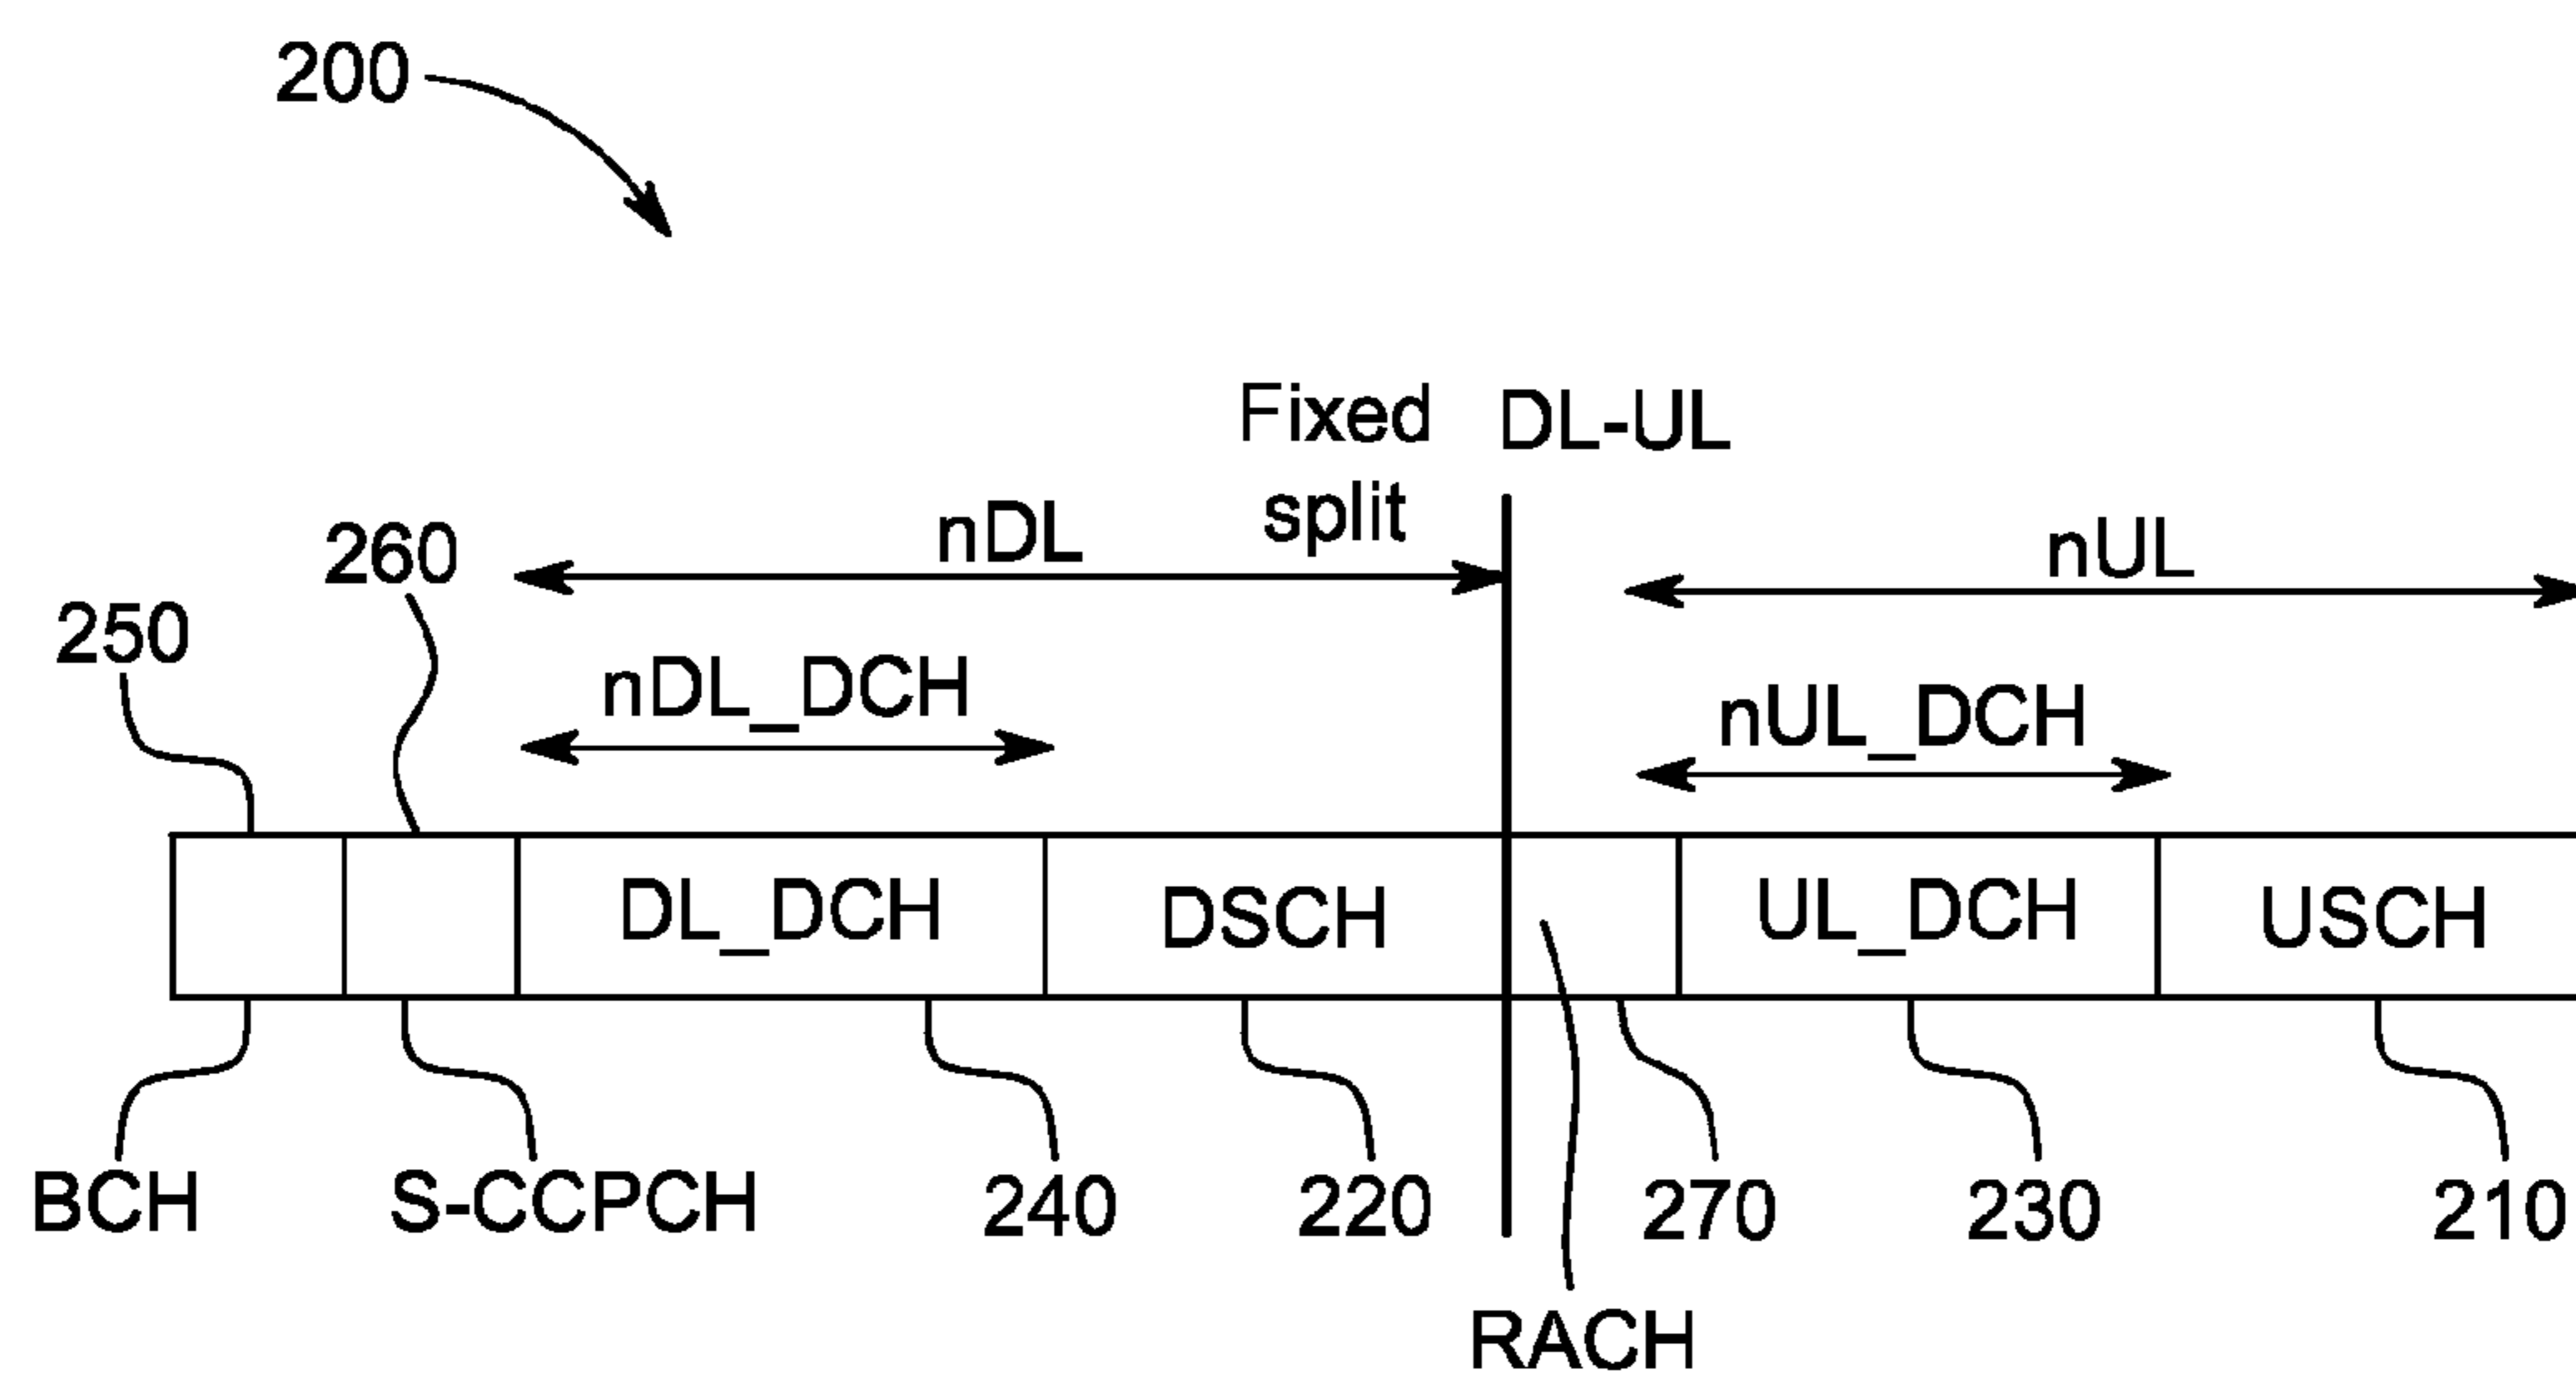 200
Fixed DL-UL
split
nDL
nUL
260
250
nDL_DCH
nUL_DCH
DL_DCH
DSCH
UL_DCH
USCH
BCH
S-CCPCH
240
220
270
230
210
RACH